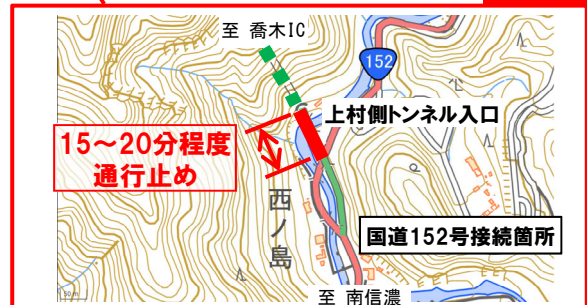 至 喬木IC
152
上村側トンネル入口
15～20分程度
通行止め
西ノ島
国道152号接続箇所
至 南信濃
50 m